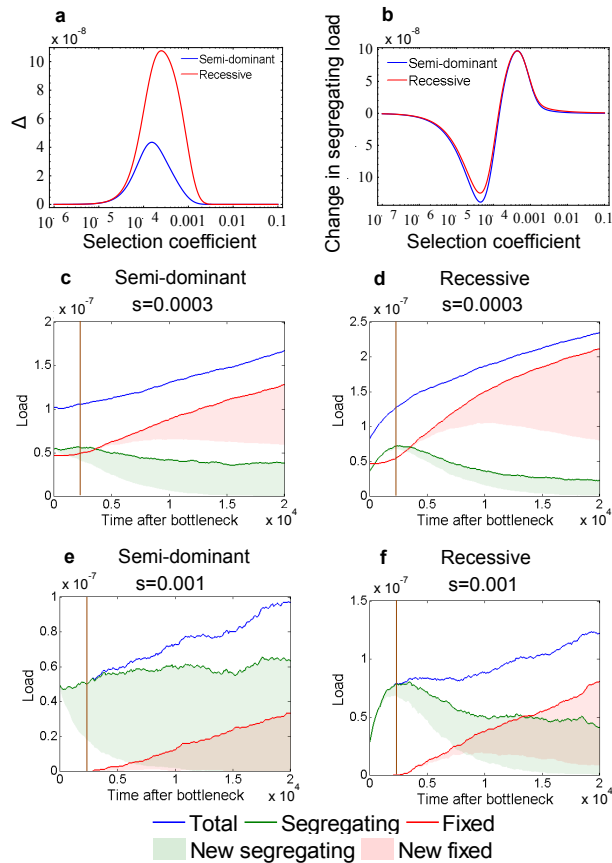 a
x 10⁻⁸
10
8
6
4
2
0
Δ
Semi-dominant
Recessive
10⁻⁶ 10⁻⁵ 10⁻⁴ 0.001 0.01 0.1
Selection coefficient
b
x 10⁻⁸
10
5
0
5
10
Change in segregating load
Semi-dominant
Recessive
10⁻⁷ 10⁻⁶ 10⁻⁵ 10⁻⁴ 0.001 0.01 0.1
Selection coefficient
c
Semi-dominant
s=0.0003
x 10⁻⁷
2
1.5
1
0.5
0
Load
0 0.5 1 1.5 2
Time after bottleneck
x 10⁴
d
Recessive
s=0.0003
x 10⁻⁷
2.5
2
1.5
1
0.5
0
Load
0 0.5 1 1.5 2
Time after bottleneck
x 10⁴
e
Semi-dominant
s=0.001
x 10⁻⁷
1
0.8
0.6
0.4
0.2
0
Load
0 0.5 1 1.5 2
Time after bottleneck
x 10⁴
f
Recessive
s=0.001
x 10⁻⁷
1.5
1
0.5
0
Load
0 0.5 1 1.5 2
Time after bottleneck
x 10⁴
Total Segregating Fixed
New segregating New fixed